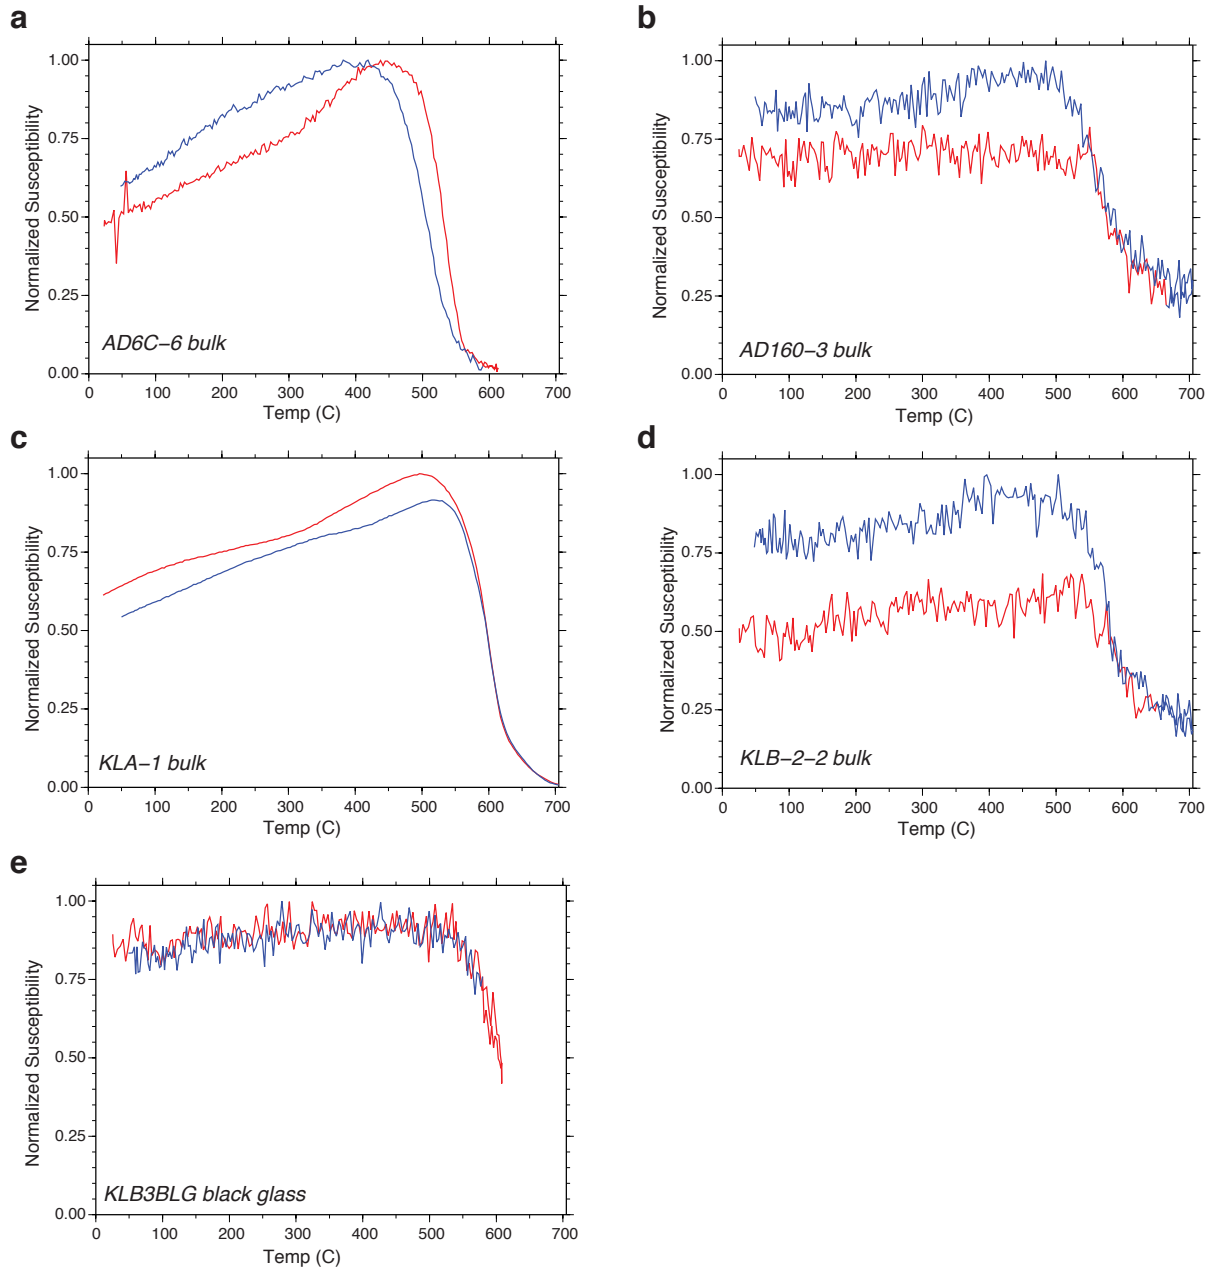 a
1.00
0.75
0.50
0.25
0.00
Normalized Susceptibility
AD6C−6 bulk
0 100 200 300 400 500 600 700
Temp (C)
b
1.00
0.75
0.50
0.25
0.00
Normalized Susceptibility
AD160−3 bulk
0 100 200 300 400 500 600 700
Temp (C)
c
1.00
0.75
0.50
0.25
0.00
Normalized Susceptibility
KLA−1 bulk
0 100 200 300 400 500 600 700
Temp (C)
d
1.00
0.75
0.50
0.25
0.00
Normalized Susceptibility
KLB−2−2 bulk
0 100 200 300 400 500 600 700
Temp (C)
e
1.00
0.75
0.50
0.25
0.00
Normalized Susceptibility
KLB3BLG black glass
0 100 200 300 400 500 600 700
Temp (C)